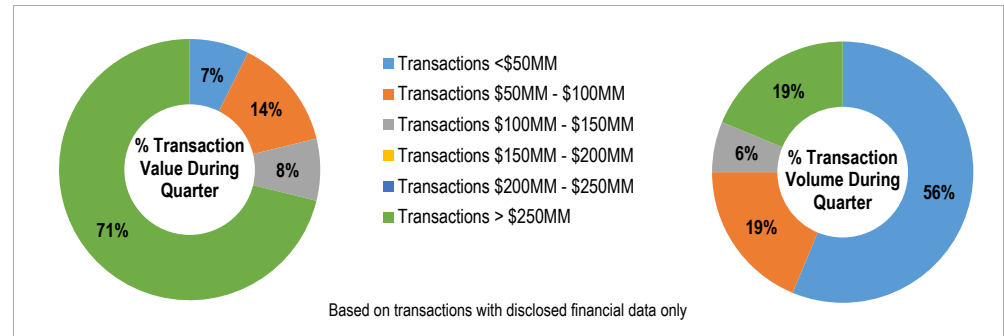 7%
14%
8%
71%
% Transaction
Value During
Quarter
Transactions <$50MM
Transactions $50MM - $100MM
Transactions $100MM - $150MM
Transactions $150MM - $200MM
Transactions $200MM - $250MM
Transactions > $250MM
19%
6%
19%
56%
% Transaction
Volume During
Quarter
Based on transactions with disclosed financial data only